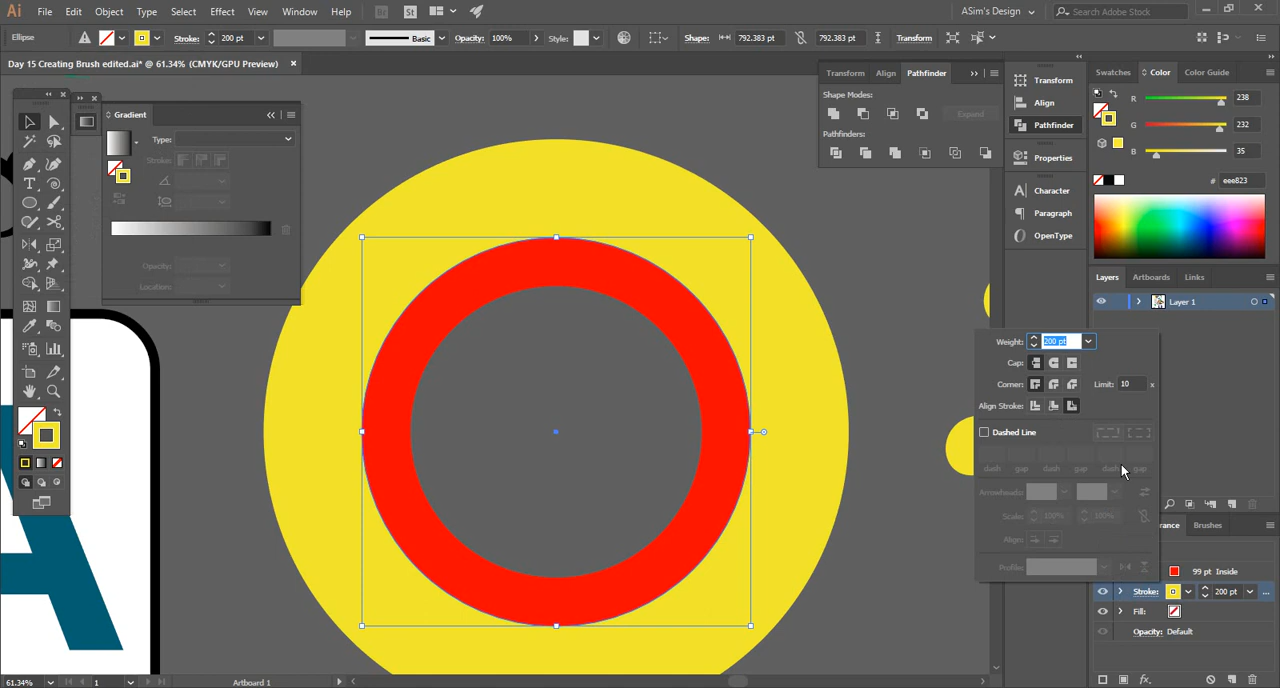 Ai File Edit Object Type Select Effect View Window Help Br St ASim's Design Search Adobe Stock
Ellipse Stroke: 200 pt Basic Opacity: 100% Style: Shape: 792.383 pt 792.383 pt Transform
Day 15 Creating Brush edited.ai* @ 61.34% (CMYK/GPU Preview)
Gradient
Type:
Stroke:
Opacity:
Location:
Transform Align Pathfinder
Shape Modes:
Expand
Pathfinders:
Transform
Align
Pathfinder
Properties
Character
Paragraph
OpenType
Swatches Color Color Guide
R 238
G 232
B 35
# eee823
Layers Artboards Links
Layer 1
Weight: 200 pt
Cap:
Corner: Limit: 10 x
Align Stroke:
Dashed Line
dash gap dash gap dash gap
Arrowheads:
Scale: 100% 100%
Align:
Profile:
rance Brushes
99 pt Inside
Stroke: 200 pt ...
Fill:
Opacity: Default
A
61.34% 1 Artboard 1